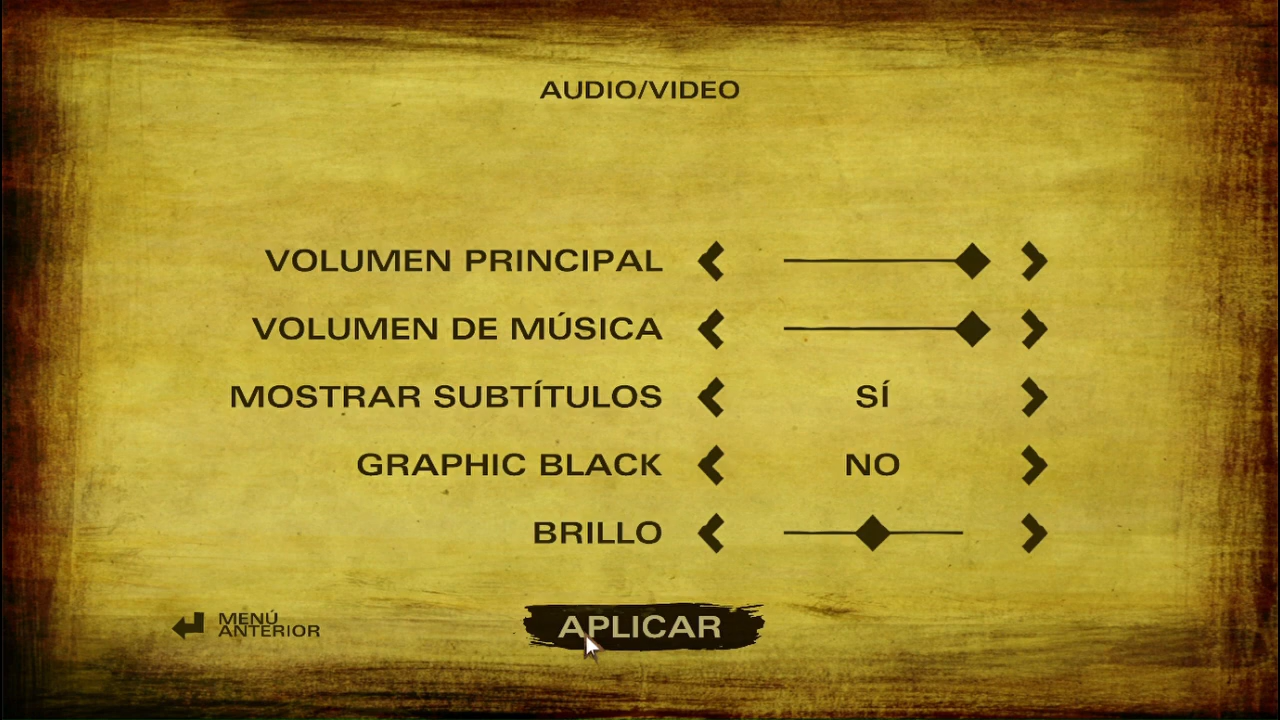 AUDIO/VIDEO
VOLUMEN PRINCIPAL
VOLUMEN DE MÚSICA
MOSTRAR SUBTÍTULOS SÍ
GRAPHIC BLACK NO
BRILLO
MENÚ
ANTERIOR
APLICAR